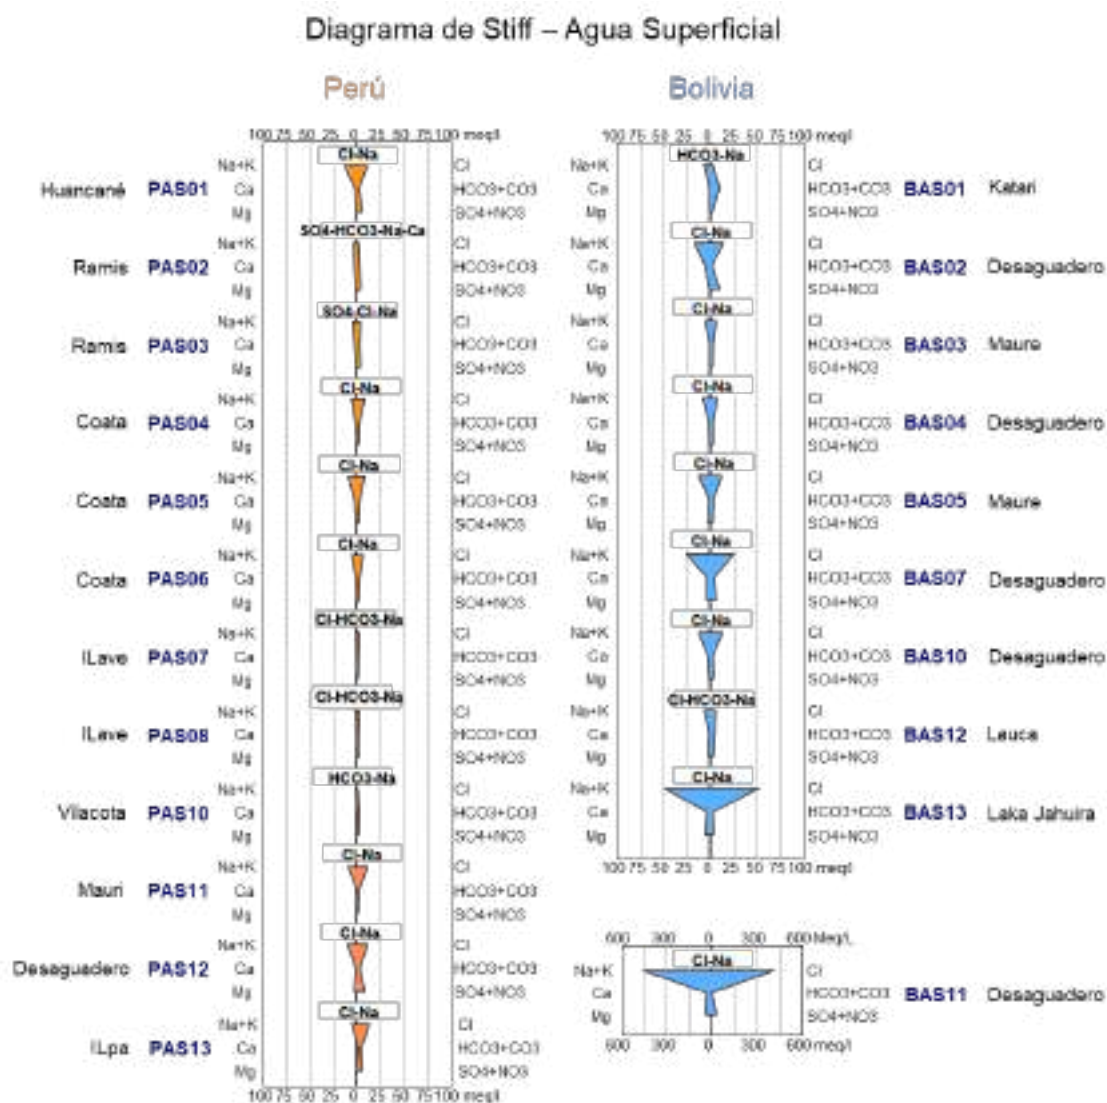 Diagrama de Stiff – Agua Superficial
Perú
100 75 50 25 0 25 50 75 100 meq/l
Cl-Na
Huancané PAS01 Na+K Ca Mg Cl HCO3+CO3 SO4+NO3
SO4-HCO3-Na-Ca
Ramis PAS02 Na+K Ca Mg Cl HCO3+CO3 SO4+NO3
SO4-Cl-Na
Ramis PAS03 Na+K Ca Mg Cl HCO3+CO3 SO4+NO3
Cl-Na
Coata PAS04 Na+K Ca Mg Cl HCO3+CO3 SO4+NO3
Cl-Na
Coata PAS05 Na+K Ca Mg Cl HCO3+CO3 SO4+NO3
Cl-Na
Coata PAS06 Na+K Ca Mg Cl HCO3+CO3 SO4+NO3
Cl-HCO3-Na
ILave PAS07 Na+K Ca Mg Cl HCO3+CO3 SO4+NO3
Cl-HCO3-Na
ILave PAS08 Na+K Ca Mg Cl HCO3+CO3 SO4+NO3
HCO3-Na
Vilacota PAS10 Na+K Ca Mg Cl HCO3+CO3 SO4+NO3
Cl-Na
Mauri PAS11 Na+K Ca Mg Cl HCO3+CO3 SO4+NO3
Cl-Na
Desaguadero PAS12 Na+K Ca Mg Cl HCO3+CO3 SO4+NO3
Cl-Na
ILpa PAS13 Na+K Ca Mg Cl HCO3+CO3 SO4+NO3
100 75 50 25 0 25 50 75 100 meq/l
Bolivia
100 75 50 25 0 25 50 75 100 meq/l
HCO3-Na
Na+K Ca Mg Cl HCO3+CO3 SO4+NO3 BAS01 Katari
Cl-Na
Na+K Ca Mg Cl HCO3+CO3 SO4+NO3 BAS02 Desaguadero
Cl-Na
Na+K Ca Mg Cl HCO3+CO3 SO4+NO3 BAS03 Maure
Cl-Na
Na+K Ca Mg Cl HCO3+CO3 SO4+NO3 BAS04 Desaguadero
Cl-Na
Na+K Ca Mg Cl HCO3+CO3 SO4+NO3 BAS05 Maure
Cl-Na
Na+K Ca Mg Cl HCO3+CO3 SO4+NO3 BAS07 Desaguadero
Cl-Na
Na+K Ca Mg Cl HCO3+CO3 SO4+NO3 BAS10 Desaguadero
Cl-HCO3-Na
Na+K Ca Mg Cl HCO3+CO3 SO4+NO3 BAS12 Lauca
Cl-Na
Na+K Ca Mg Cl HCO3+CO3 SO4+NO3 BAS13 Laka Jahuira
100 75 50 25 0 25 50 75 100 meq/l
600 300 0 300 600 Meq/L
Cl-Na
Na+K Ca Mg Cl HCO3+CO3 SO4+NO3 BAS11 Desaguadero
600 300 0 300 600 meq/l